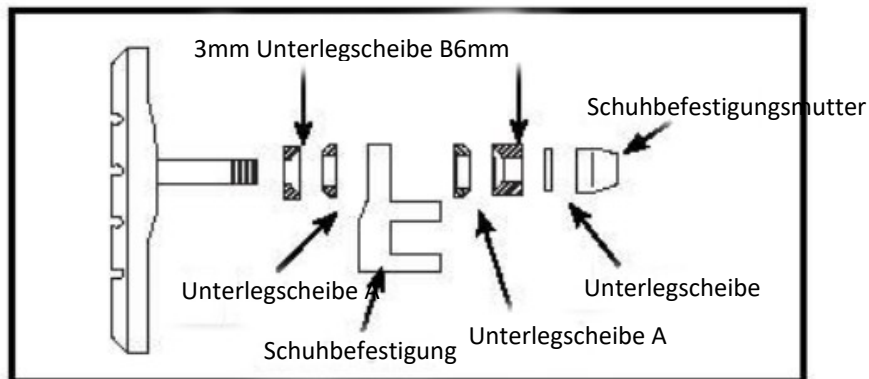 3mm Unterlegscheibe B6mm
Schuhbefestigungsmutter
Unterlegscheibe A
Unterlegscheibe
Schuhbefestigung
Unterlegscheibe A